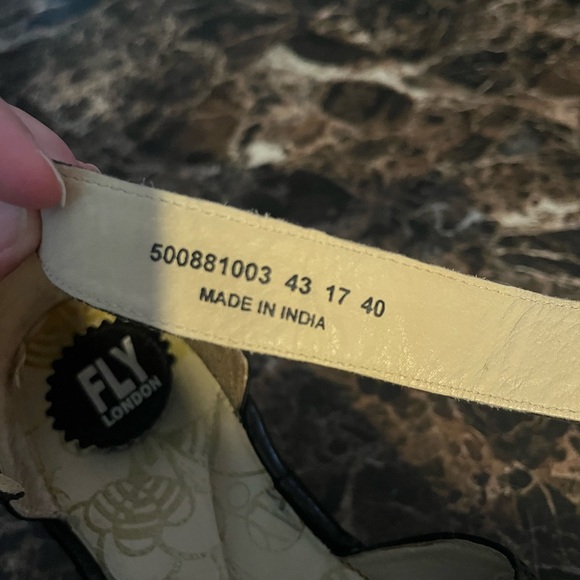 500881003 43 17 40
MADE IN INDIA
FLY
LONDON